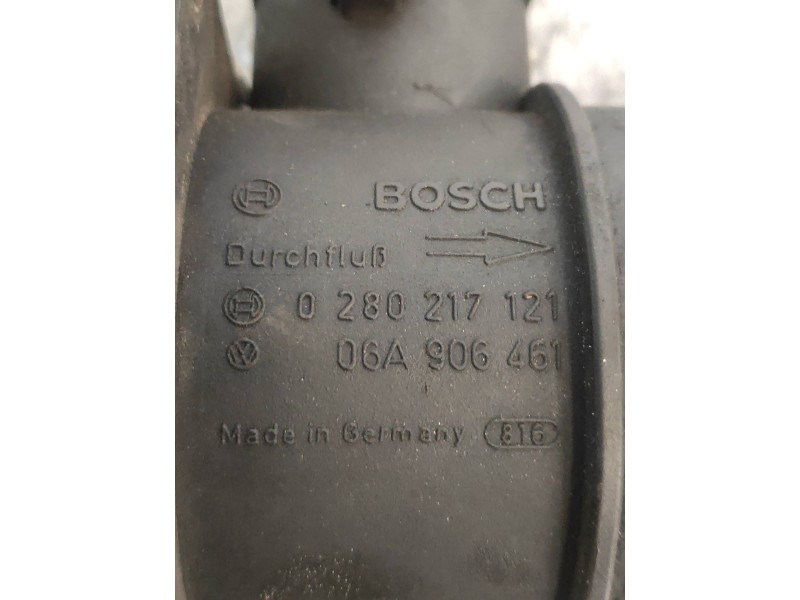 BOSCH
Durchfluß
0 280 217 121
06A 906 461
Made in Germany 816